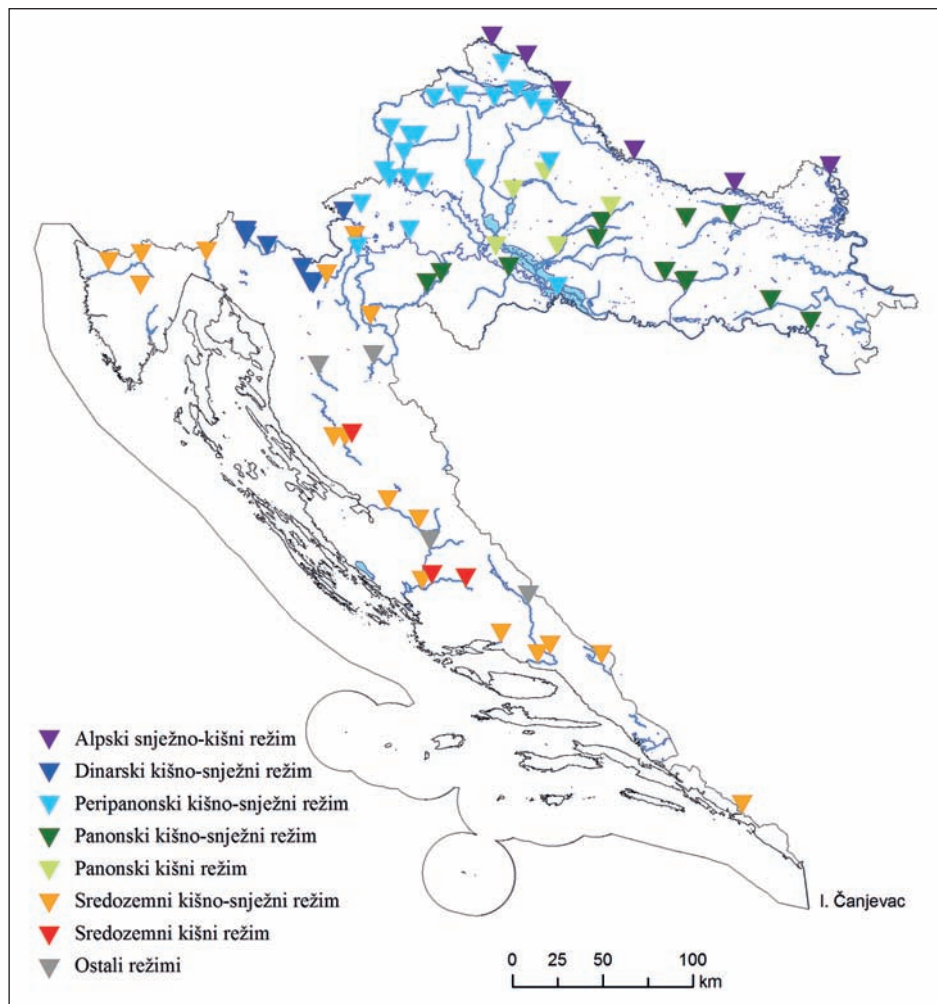 Alpski snježno-kišni režim
Dinarski kišno-snježni režim
Peripanonski kišno-snježni režim
Panonski kišno-snježni režim
Panonski kišni režim
Sredozemni kišno-snježni režim
Sredozemni kišni režim
Ostali režimi
I. Čanjevac
0 25 50 100
km